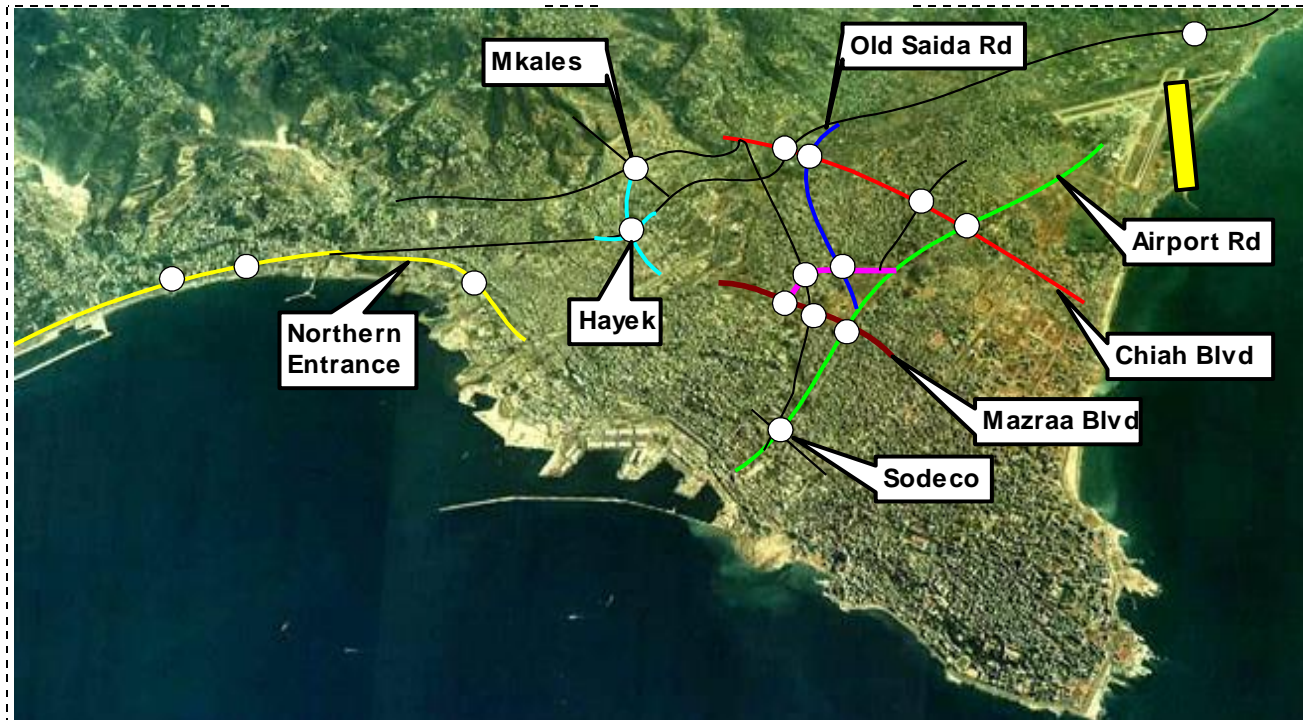 Old Saida Rd
Mkales
Airport Rd
Northern
Entrance
Hayek
Chiah Blvd
Mazraa Blvd
Sodeco